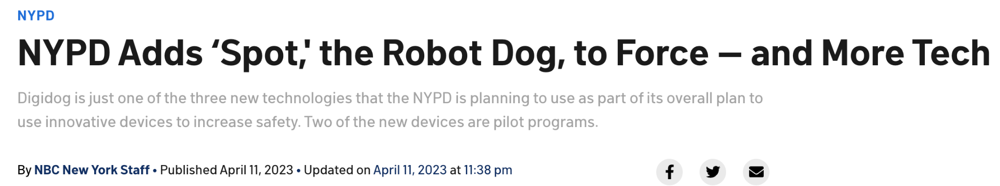 NYPD
NYPD Adds ‘Spot,' the Robot Dog, to Force — and More Tech
Digidog is just one of the three new technologies that the NYPD is planning to use as part of its overall plan to
use innovative devices to increase safety. Two of the new devices are pilot programs.
By NBC New York Staff • Published April 11, 2023 • Updated on April 11, 2023 at 11:38 pm